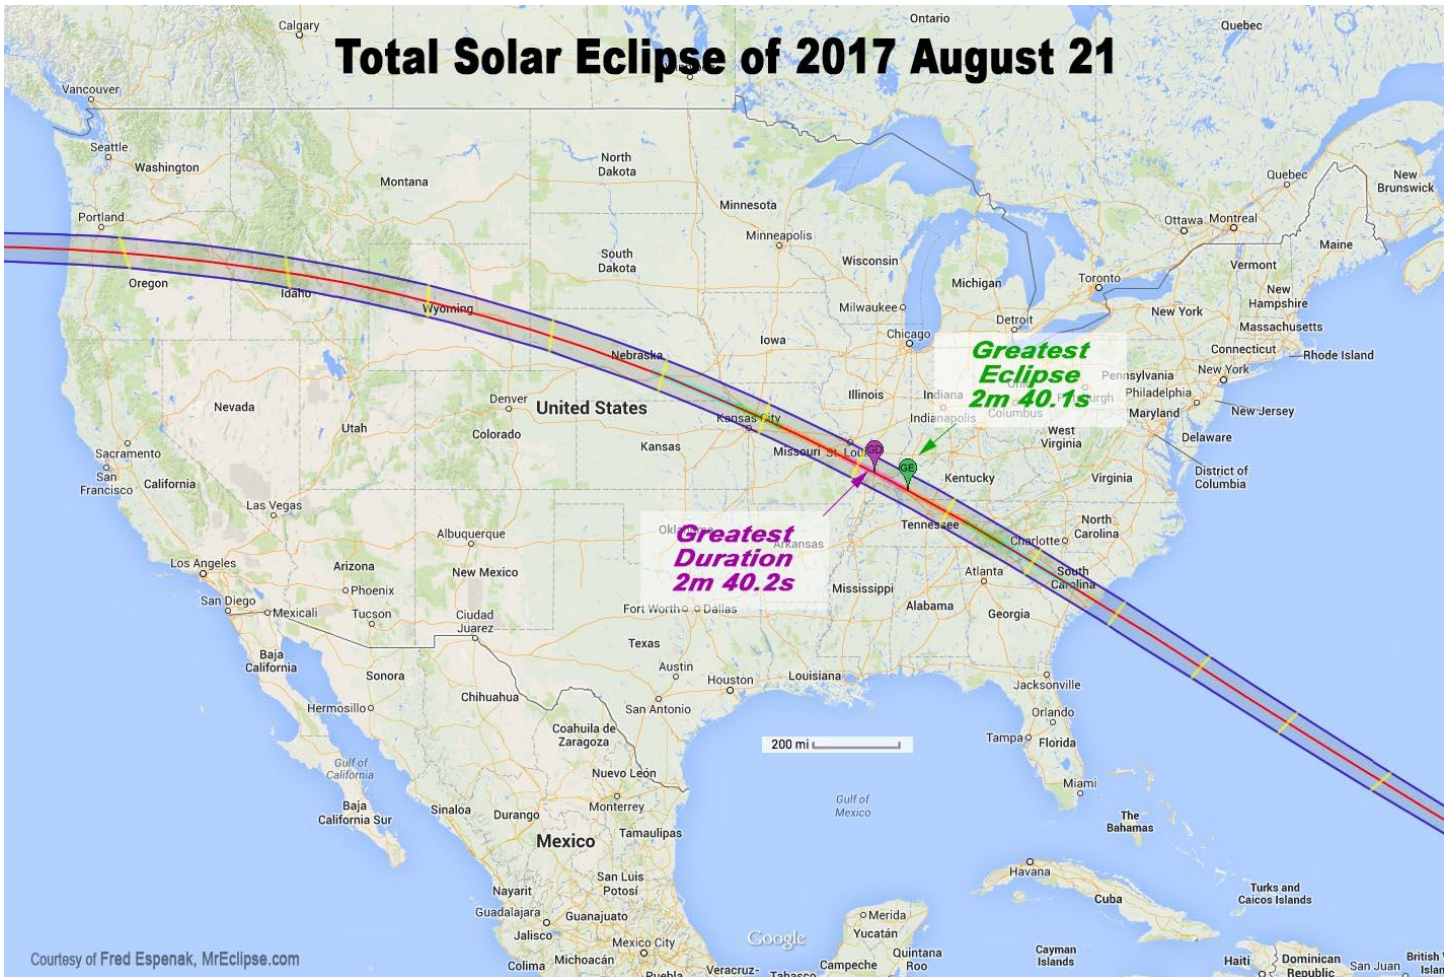 Total Solar Eclipse of 2017 August 21
Calgary
Ontario
Quebec
Vancouver
Seattle
Washington
North
Dakota
Montana
Minnesota
Quebec
New
Brunswick
Portland
Minneapolis
Ottawa
Montreal
Maine
South
Dakota
Wisconsin
Toronto
Vermont
Oregon
Idaho
Wyoming
Michigan
New
Hampshire
Milwaukee
Detroit
New York
Massachusetts
Chicago
Iowa
Nebraska
Connecticut
Rhode Island
Greatest
Eclipse
2m 40.1s
Pennsylvania
New York
Philadelphia
Illinois
Indiana
Indianapolis
Columbus
Maryland
New Jersey
Nevada
Denver
United States
Utah
Colorado
Kansas City
Kansas
Missouri
West
Virginia
Delaware
GD
GE
Sacramento
San
Francisco
California
Kentucky
Virginia
District of
Columbia
Las Vegas
Albuquerque
Tennessee
North
Carolina
Charlotte
Greatest
Duration
2m 40.2s
Arkansas
Los Angeles
Arizona
New Mexico
Phoenix
Atlanta
South
Carolina
Mississippi
Alabama
Georgia
San Diego
Mexicali
Tucson
Ciudad
Juarez
Fort Worth
Dallas
Texas
Baja
California
Sonora
Chihuahua
Austin
Houston
Louisiana
Jacksonville
San Antonio
Hermosillo
Coahuila de
Zaragoza
Orlando
Tampa
Florida
200 mi
Gulf of
California
Nuevo León
Monterrey
Miami
Gulf of
Mexico
Baja
California Sur
Sinaloa
Durango
The
Bahamas
Mexico
Tamaulipas
Havana
Cuba
Turks and
Caicos Islands
San Luis
Potosí
Nayarit
Guadalajara
Guanajuato
Jalisco
Merida
Yucatán
Google
Mexico City
Michoacán
Colima
Puebla
Veracruz-
Tabasco
Campeche
Quintana
Roo
Cayman
Islands
Haiti
Dominican
Republic
San Juan
British
Courtesy of Fred Espenak, MrEclipse.com